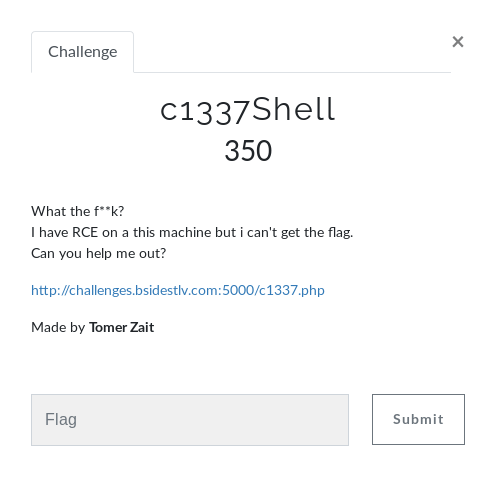 Challenge
×
c1337Shell
350
What the f**k?
I have RCE on a this machine but i can't get the flag.
Can you help me out?
http://challenges.bsidestlv.com:5000/c1337.php
Made by Tomer Zait
Flag
Submit